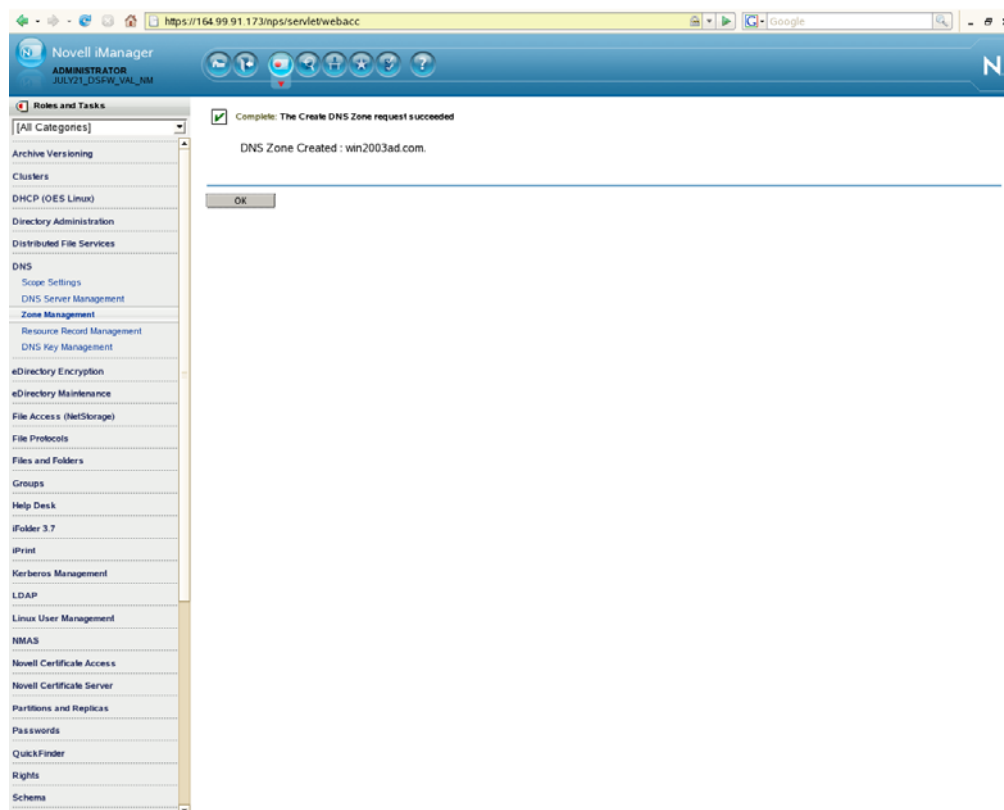 https://164.99.91.173/nps/servlet/webacc
G Google
Novell iManager
ADMINISTRATOR
JULY21_DSFW_VAL_NM
N
Roles and Tasks
[All Categories]
Complete: The Create DNS Zone request succeeded
DNS Zone Created : win2003ad.com.
OK
Archive Versioning
Clusters
DHCP (OES Linux)
Directory Administration
Distributed File Services
DNS
Scope Settings
DNS Server Management
Zone Management
Resource Record Management
DNS Key Management
eDirectory Encryption
eDirectory Maintenance
File Access (NetStorage)
File Protocols
Files and Folders
Groups
Help Desk
iFolder 3.7
iPrint
Kerberos Management
LDAP
Linux User Management
NMAS
Novell Certificate Access
Novell Certificate Server
Partitions and Replicas
Passwords
QuickFinder
Rights
Schema